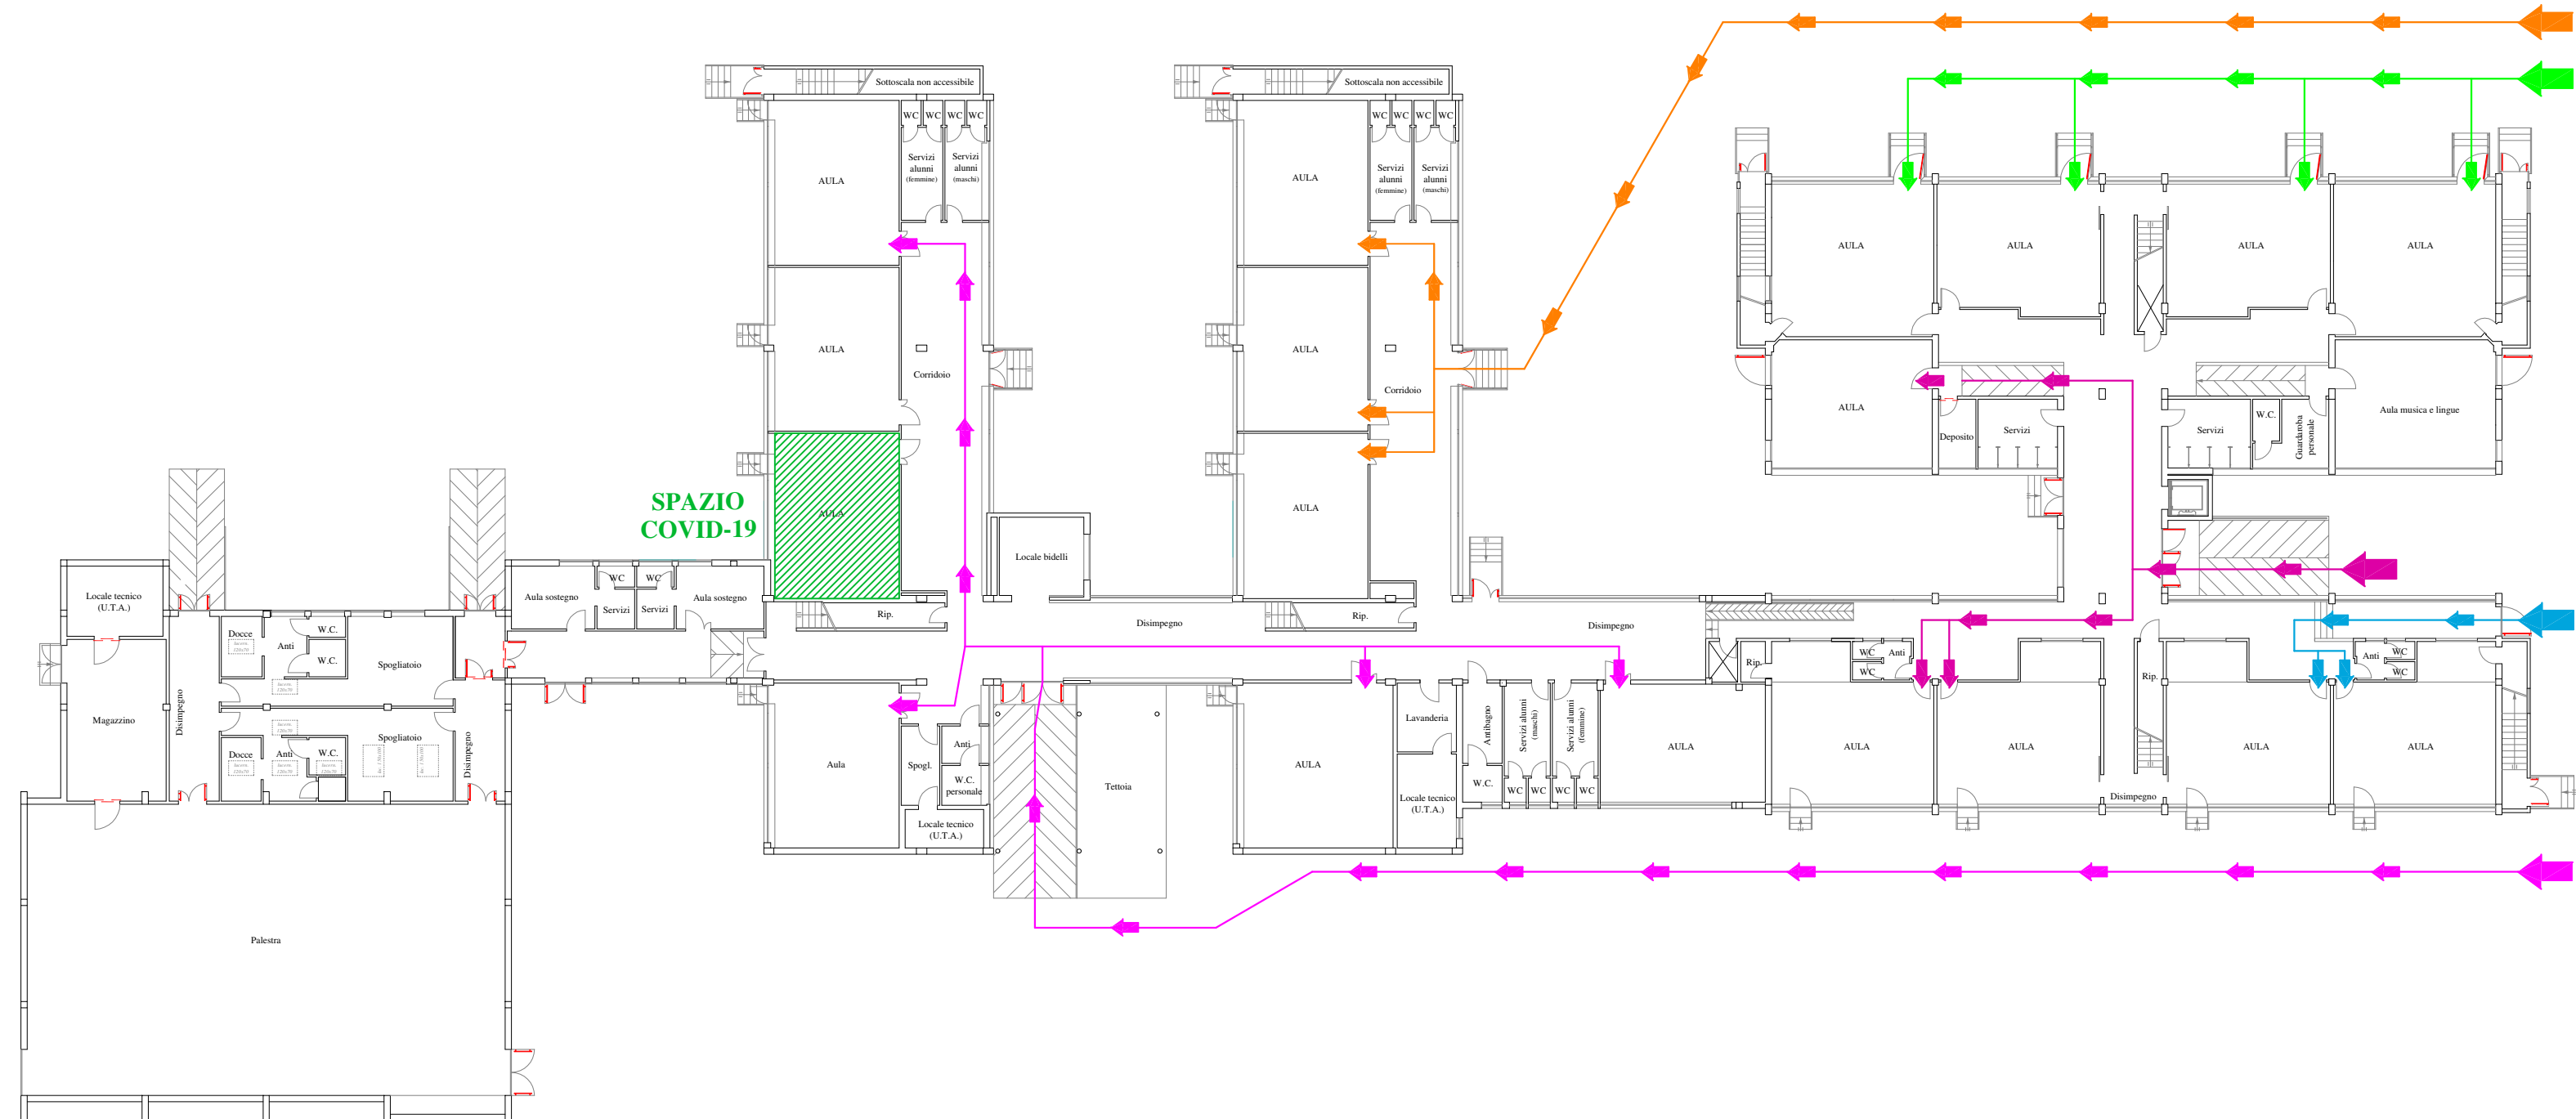 Sottoscala non accessibile
Sottoscala non accessibile
WC
WC
WC
WC
WC
WC
WC
WC
Servizi
alunni
(femmine)
Servizi
alunni
(maschi)
Servizi
alunni
(femmine)
Servizi
alunni
(maschi)
AULA
AULA
AULA
AULA
AULA
AULA
AULA
AULA
Corridoio
Corridoio
AULA
Aula musica e lingue
W.C.
Deposito
Servizi
Servizi
Guardaroba
personale
SPAZIO
COVID-19
AULA
AULA
Locale bidelli
Locale tecnico
(U.T.A.)
Aula sostegno
WC
WC
Servizi
Servizi
Aula sostegno
Rip.
Disimpegno
Rip.
Disimpegno
Docce
Anti
W.C.
W.C.
Spogliatoio
Disimpegno
Magazzino
Docce
Anti
W.C.
Spogliatoio
Disimpegno
Aula
Spogl.
Anti
W.C.
personale
Locale tecnico
(U.T.A.)
Tettoia
AULA
Lavanderia
Locale tecnico
(U.T.A.)
Antibagno
W.C.
Servizi alunni
(maschi)
Servizi alunni
(femmine)
WC
WC
WC
WC
AULA
Rip.
WC
WC
Anti
AULA
AULA
Rip.
Disimpegno
Anti
WC
WC
AULA
AULA
Palestra